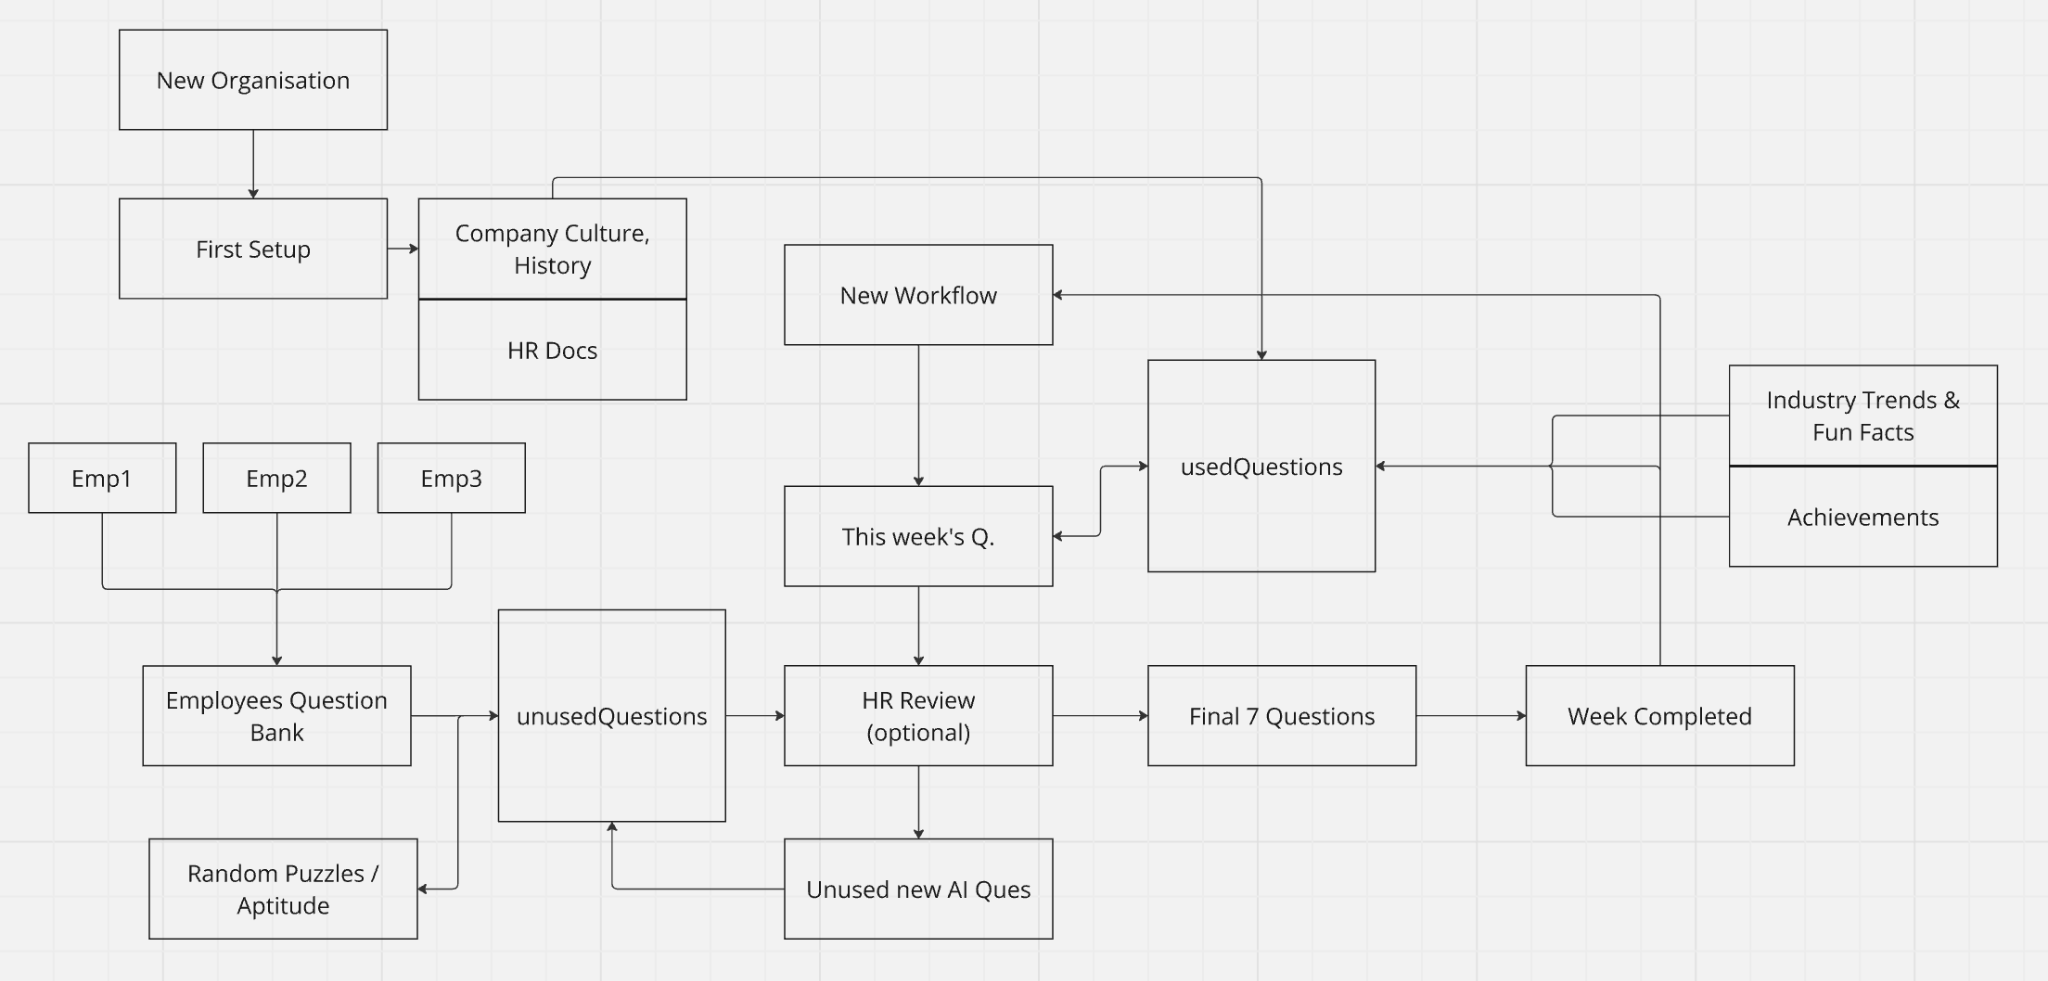 New Organisation
First Setup
Company Culture,
History
HR Docs
New Workflow
Industry Trends &
Fun Facts
Achievements
usedQuestions
Emp1
Emp2
Emp3
This week's Q.
Employees Question
Bank
unusedQuestions
HR Review
(optional)
Final 7 Questions
Week Completed
Random Puzzles /
Aptitude
Unused new AI Ques